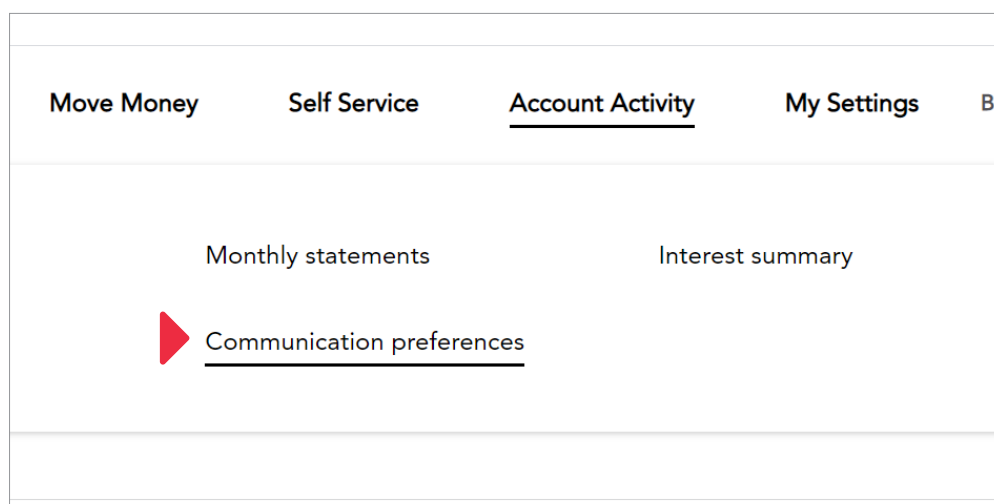 Move Money Self Service Account Activity My Settings B
Monthly statements Interest summary
Communication preferences